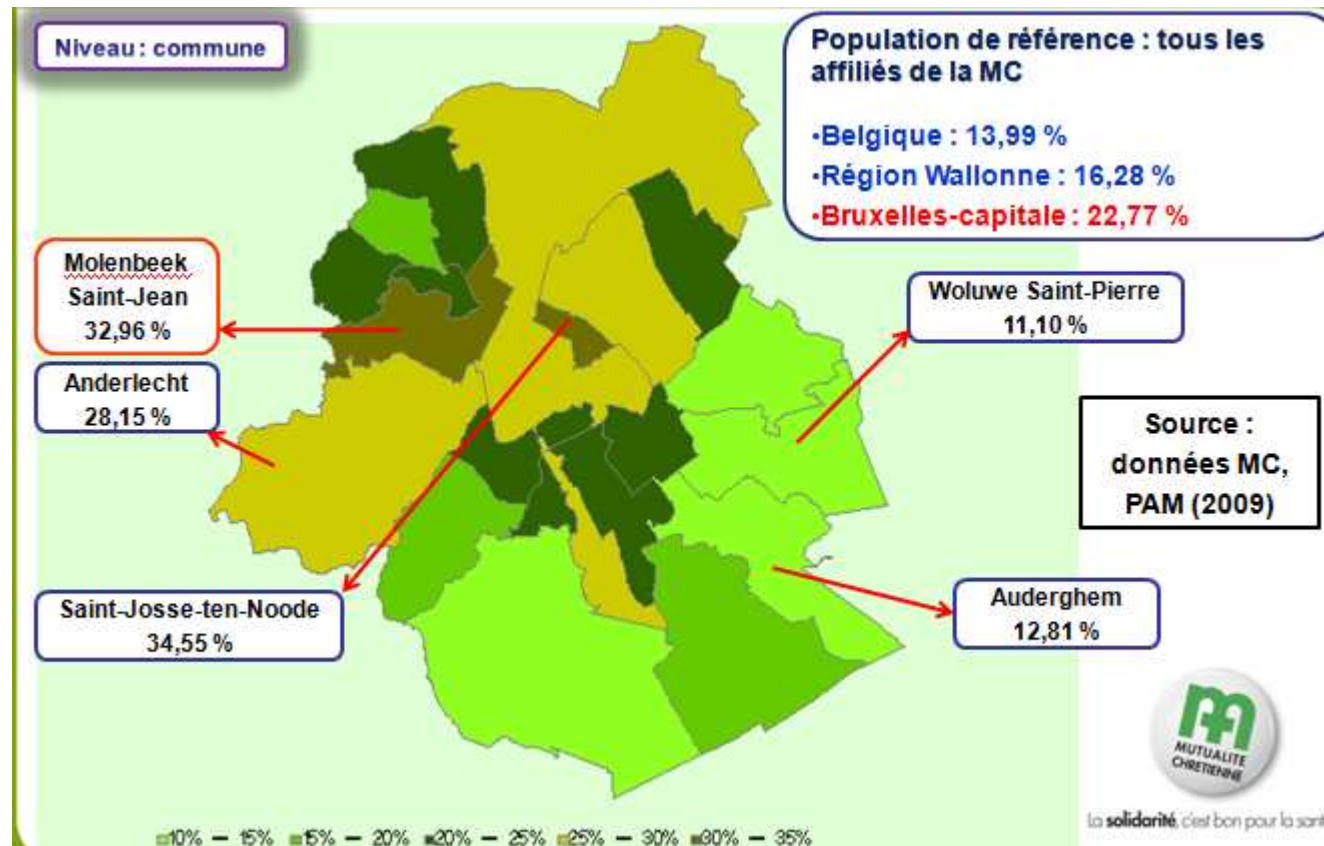 Niveau : commune
Population de référence : tous les
affiliés de la MC
•Belgique : 13,99 %
•Région Wallonne : 16,28 %
•Bruxelles-capitale : 22,77 %
Molenbeek
Saint-Jean
32,96 %
Woluwe Saint-Pierre
11,10 %
Anderlecht
28,15 %
Source :
données MC,
PAM (2009)
Saint-Josse-ten-Noode
34,55 %
Auderghem
12,81 %
MUTUALITE
CHRETIENNE
La solidarité, c'est bon pour la sant
10% — 15% 15% — 20% 20% — 25% 25% — 30% 30% — 35%